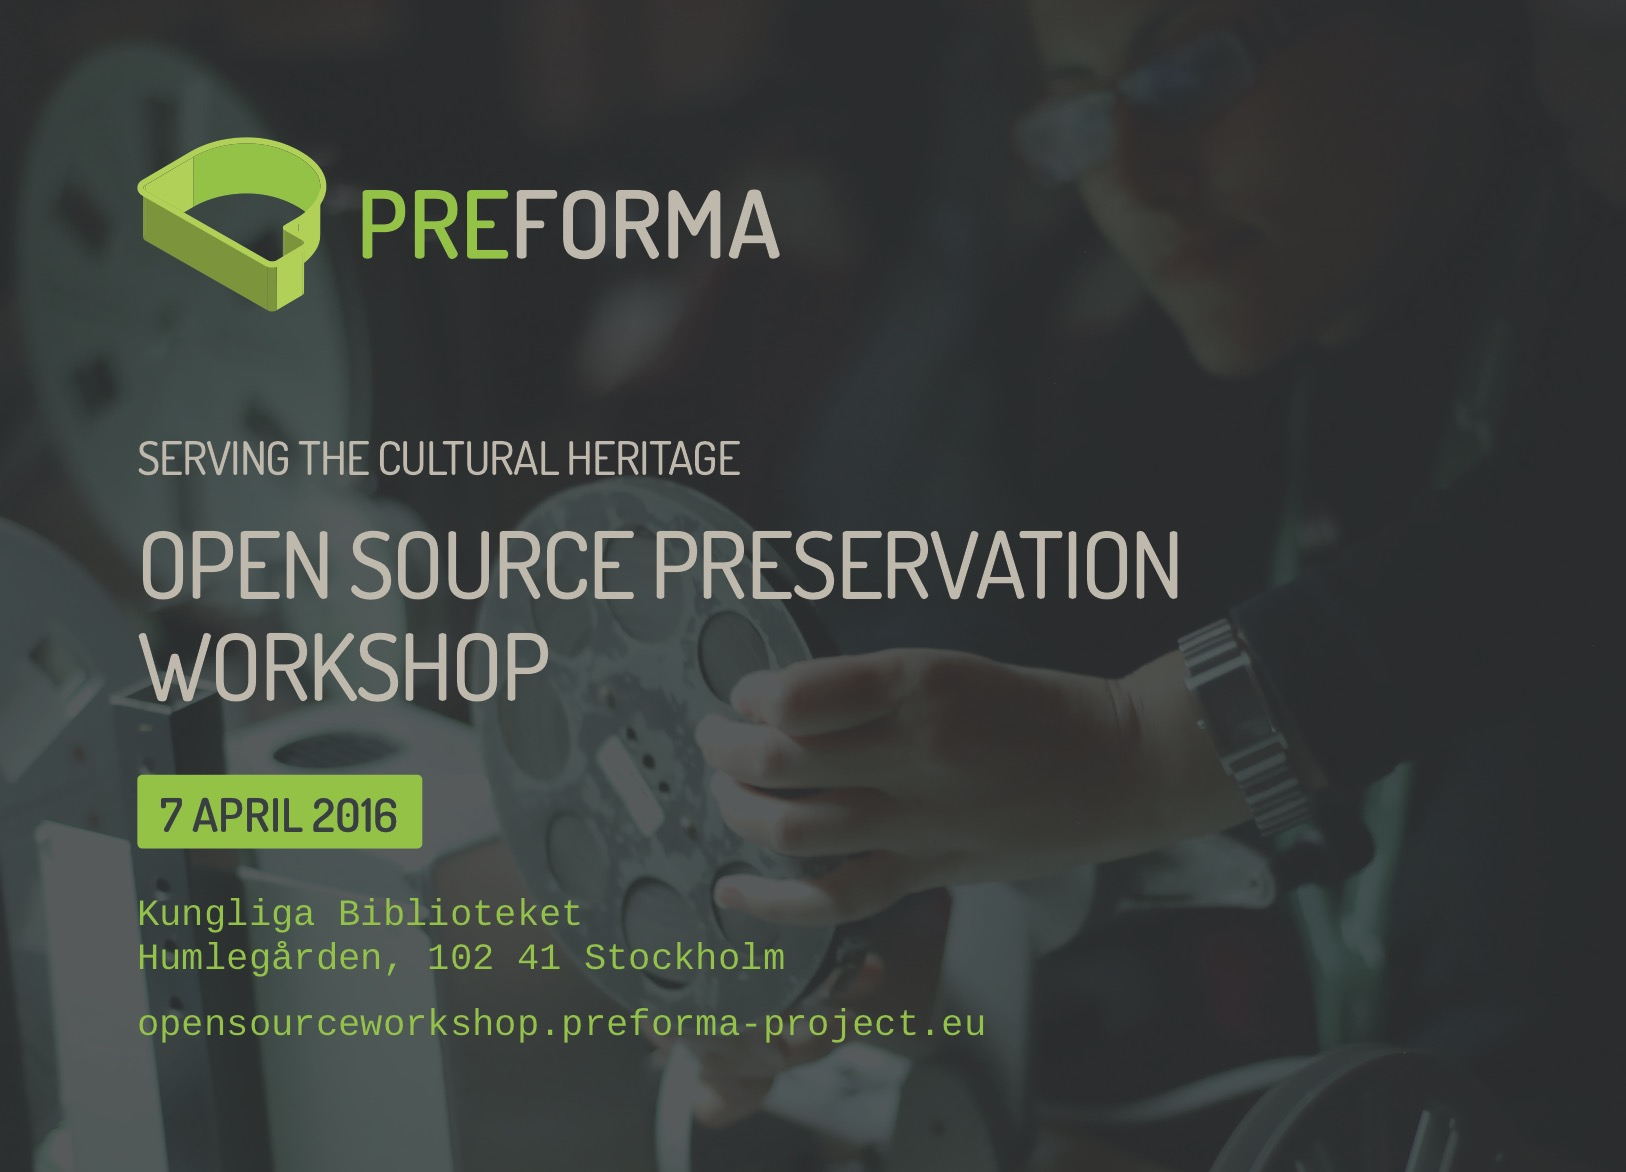 PREFORMA
SERVING THE CULTURAL HERITAGE
OPEN SOURCE PRESERVATION
WORKSHOP
7 APRIL 2016
Kungliga Biblioteket
Humlegården, 102 41 Stockholm
opensourceworkshop.preforma-project.eu